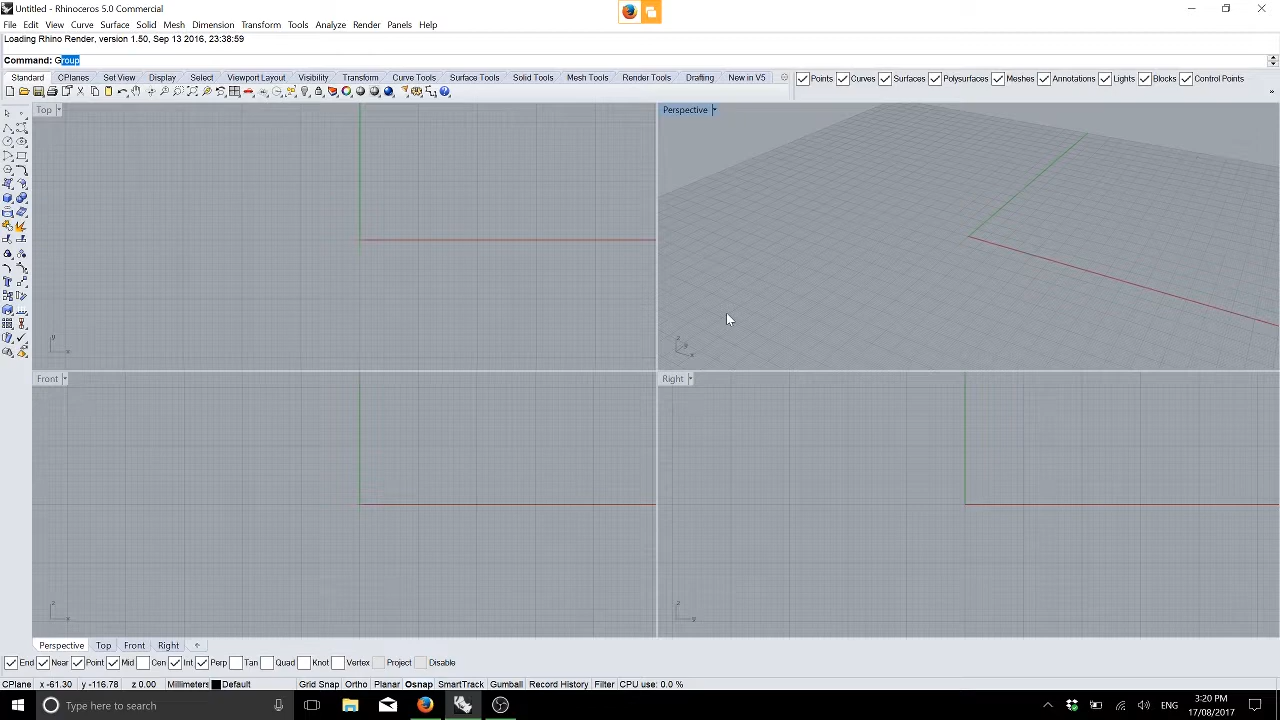 Untitled - Rhinoceros 5.0 Commercial
File Edit View Curve Surface Solid Mesh Dimension Transform Tools Analyze Render Panels Help
Loading Rhino Render, version 1.50, Sep 13 2016, 23:38:59
Command: Group
Standard CPlanes Set View Display Select Viewport Layout Visibility Transform Curve Tools Surface Tools Solid Tools Mesh Tools Render Tools Drafting New in V5
Points Curves Surfaces Polysurfaces Meshes Annotations Lights Blocks Control Points
Top
Perspective
y
x
z
y
x
Front
Right
z
x
z
y
Perspective Top Front Right
End Near Point Mid Cen Int Perp Tan Quad Knot Vertex Project Disable
CPlane x -61.30 y -116.78 z 0.00 Millimeters Default Grid Snap Ortho Planar Osnap SmartTrack Gumball Record History Filter CPU use: 0.0 %
Type here to search
ENG
3:20 PM
17/08/2017